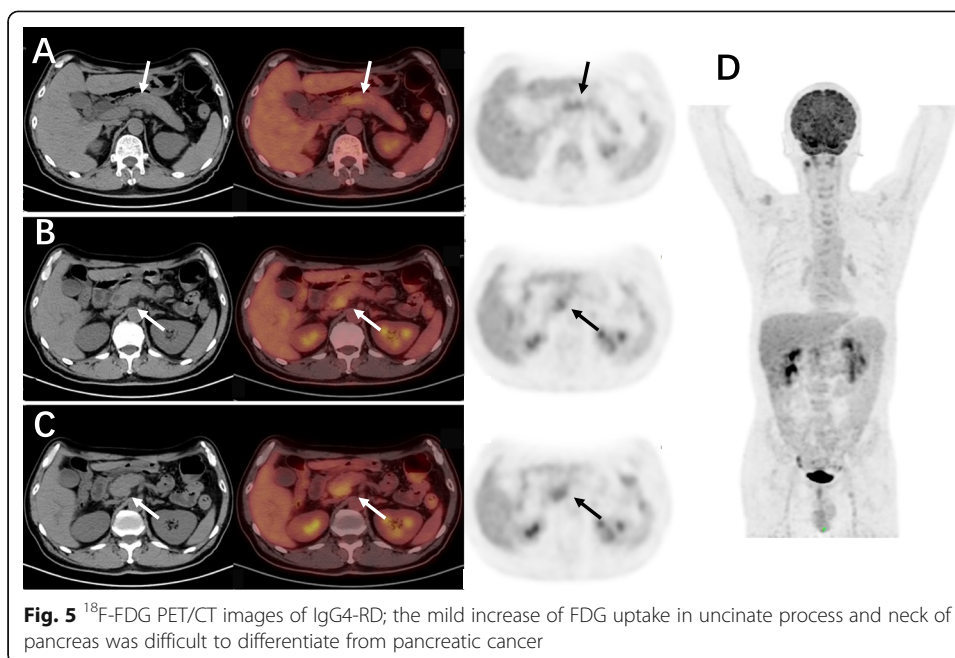 A
B
C
D
Fig. 5 ¹⁸F-FDG PET/CT images of IgG4-RD; the mild increase of FDG uptake in uncinate process and neck of
pancreas was difficult to differentiate from pancreatic cancer